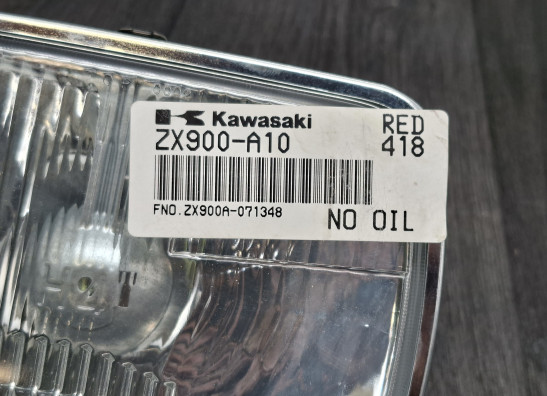 Kawasaki
RED
ZX900-A10
418
FNO.ZX900A-071348
NO OIL